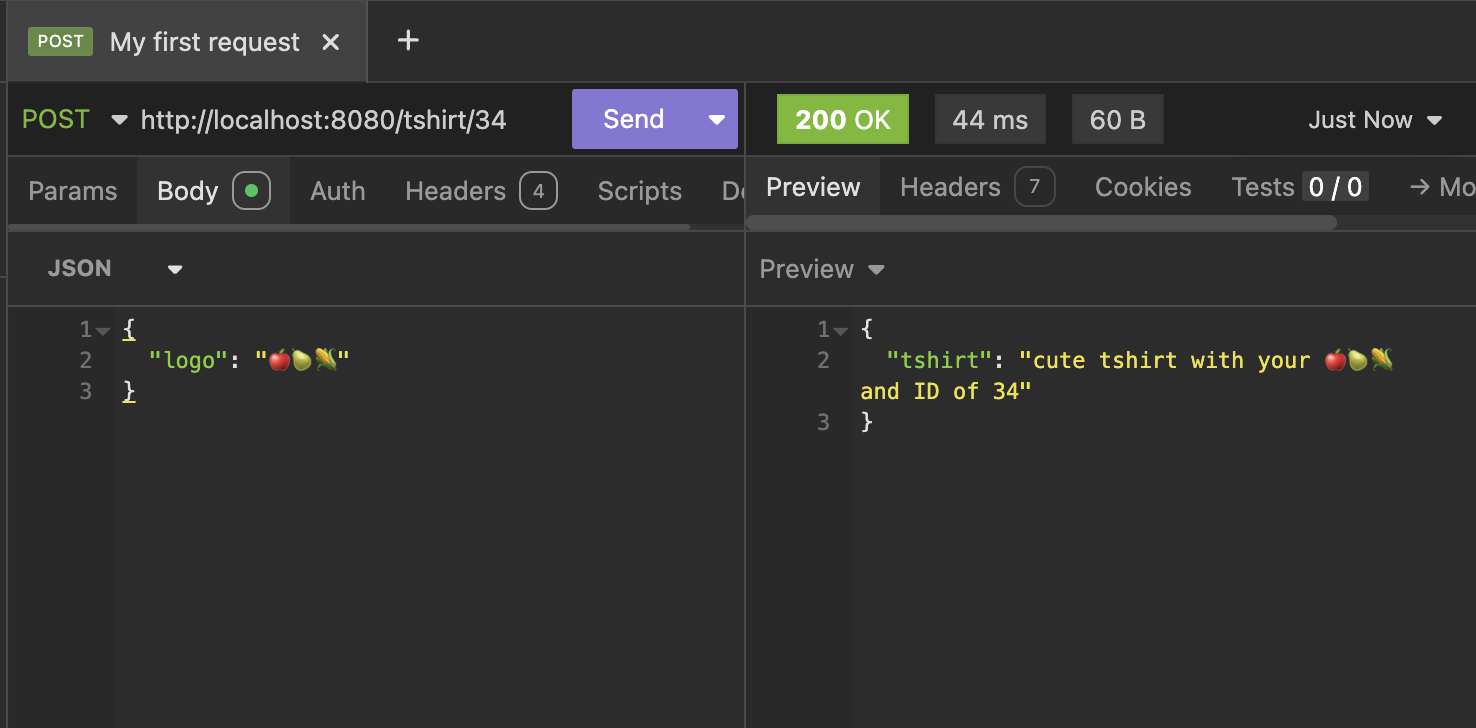 POST My first request ×  +
POST http://localhost:8080/tshirt/34 Send 200 OK 44 ms 60 B Just Now
Params Body Auth Headers 4 Scripts
Preview Headers 7 Cookies Tests 0 / 0 → Mo
JSON
Preview
1 {
2 "logo": "🍎🍐🌽"
3 }
1 {
2 "tshirt": "cute tshirt with your 🍎🍐🌽
and ID of 34"
3 }